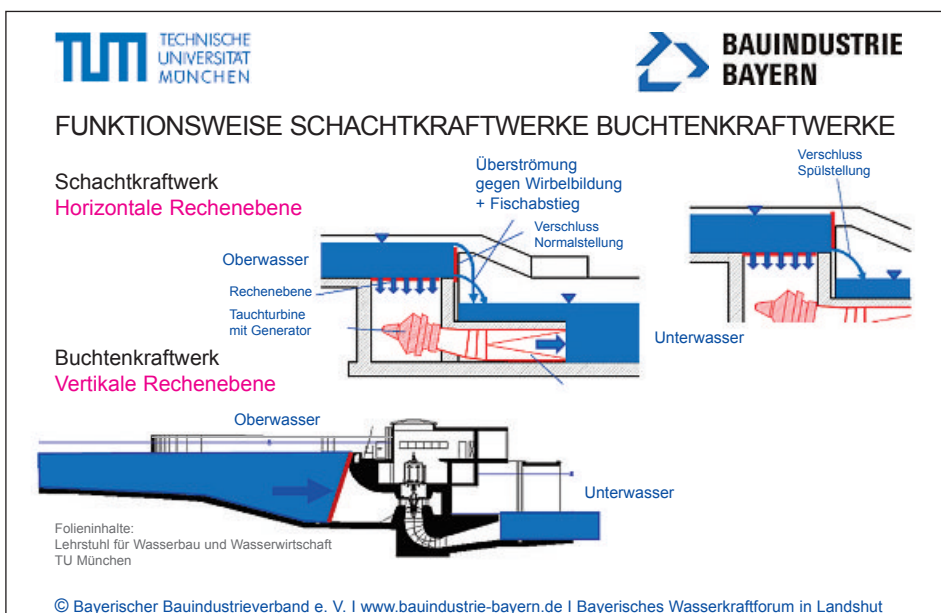 TUM TECHNISCHE
UNIVERSITÄT
MÜNCHEN
BAUINDUSTRIE
BAYERN
FUNKTIONSWEISE SCHACHTKRAFTWERKE BUCHTENKRAFTWERKE
Schachtkraftwerk
Horizontale Rechenebene
Überströmung
gegen Wirbelbildung
+ Fischabstieg
Verschluss
Normalstellung
Verschluss
Spülstellung
Oberwasser
Rechenebene
Tauchturbine
mit Generator
Unterwasser
Buchtenkraftwerk
Vertikale Rechenebene
Oberwasser
Unterwasser
Folieninhalte:
Lehrstuhl für Wasserbau und Wasserwirtschaft
TU München
© Bayerischer Bauindustrieverband e. V. I www.bauindustrie-bayern.de I Bayerisches Wasserkraftforum in Landshut